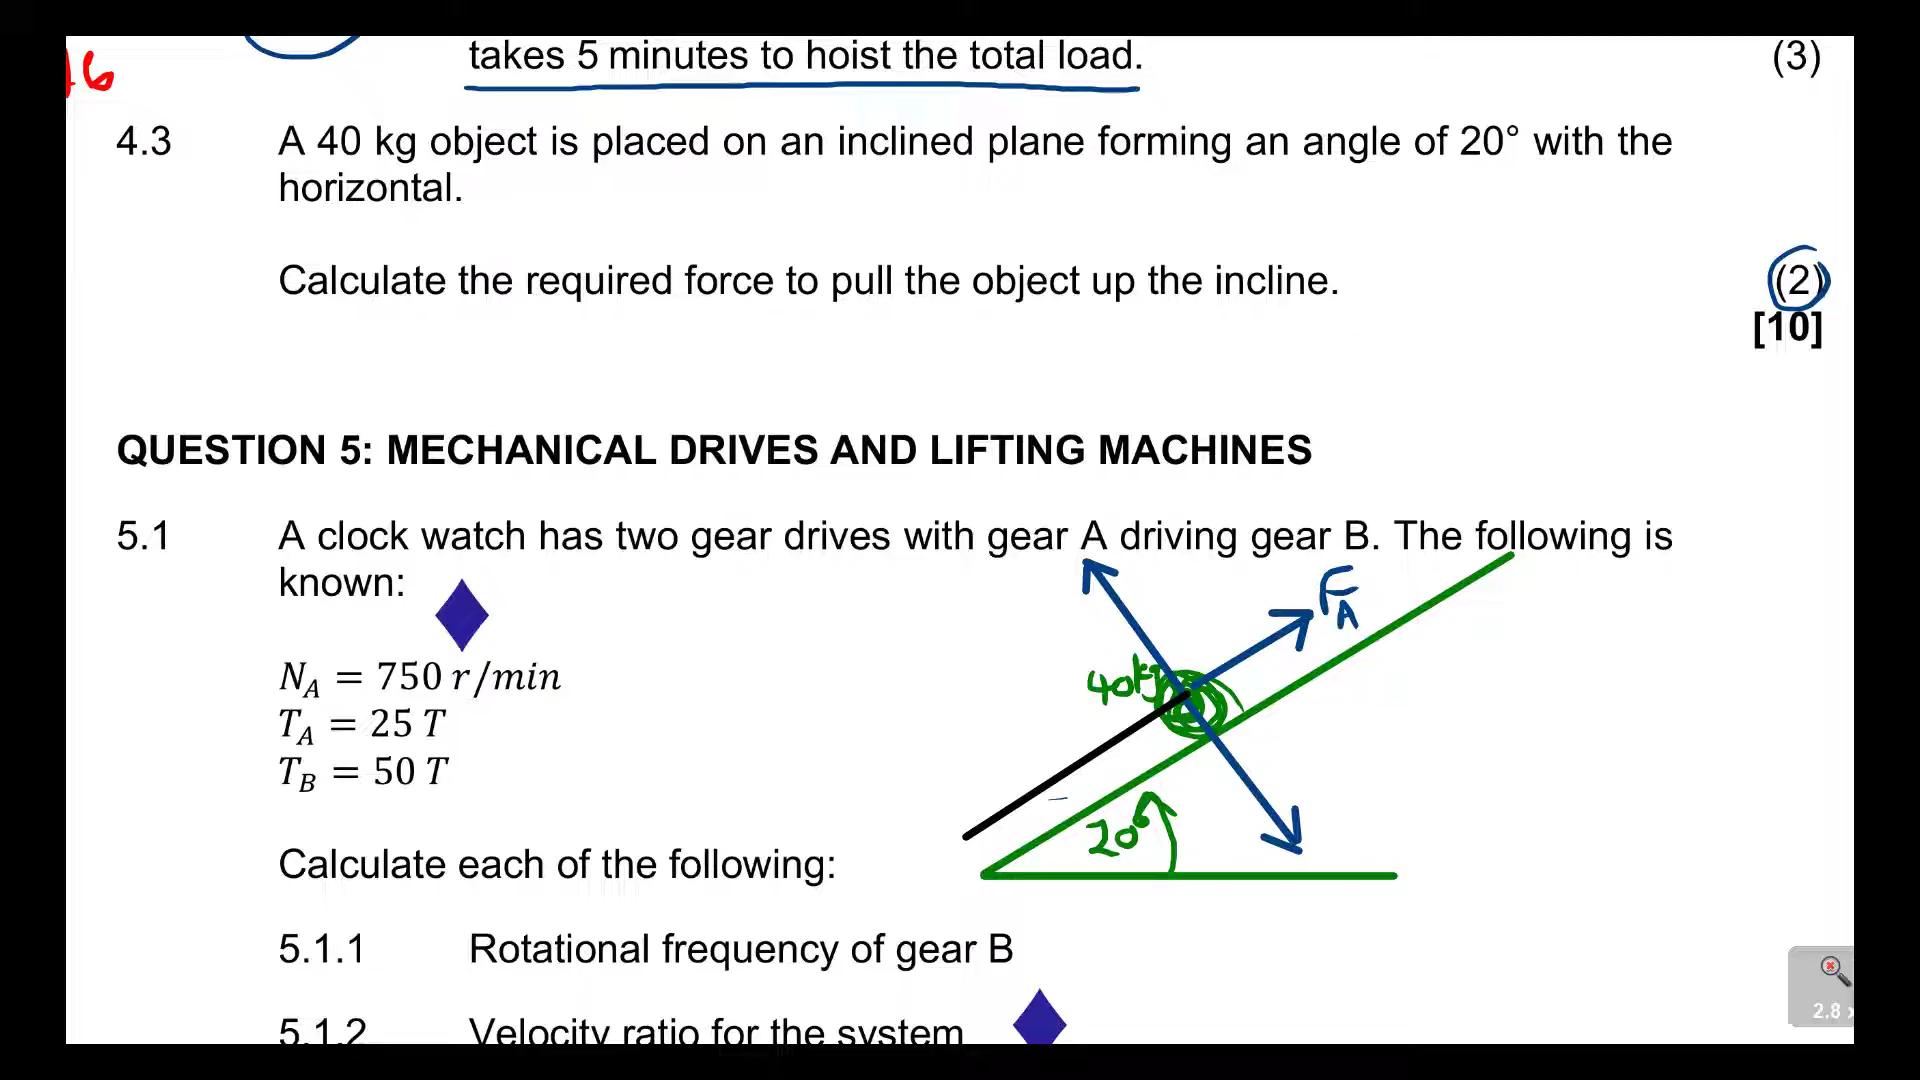 takes 5 minutes to hoist the total load. (3)
16
4.3 A 40 kg object is placed on an inclined plane forming an angle of 20° with the
horizontal.
Calculate the required force to pull the object up the incline. (2)
[10]
QUESTION 5: MECHANICAL DRIVES AND LIFTING MACHINES
5.1 A clock watch has two gear drives with gear A driving gear B. The following is
known:
F_A
N_A = 750 r/min
40kg
T_A = 25 T
T_B = 50 T
20°
Calculate each of the following:
5.1.1 Rotational frequency of gear B
5.1.2 Velocity ratio for the system
2.8 x